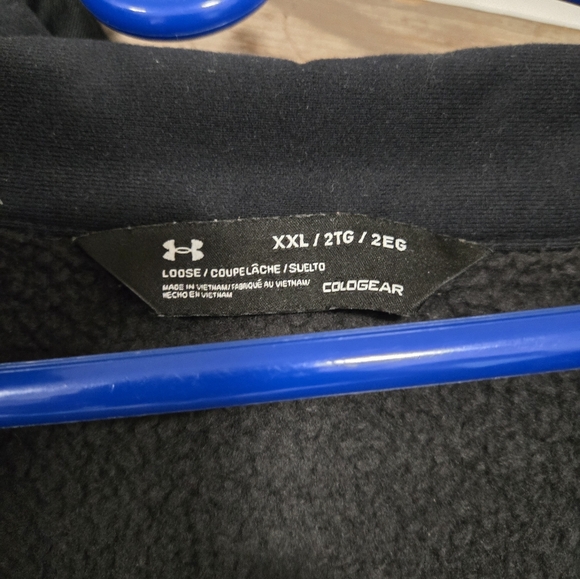 XXL / 2TG / 2EG
LOOSE / COUPE LÂCHE / SUELTO
MADE IN VIETNAM/FABRIQUÉ AU VIETNAM/
HECHO EN VIETNAM
COLDGEAR